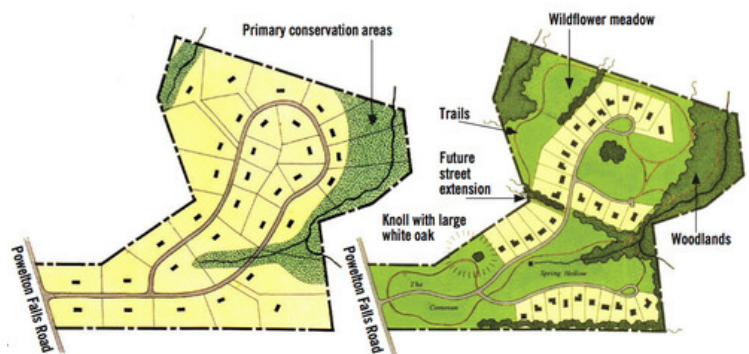 Primary conservation areas
Powelton Falls Road
Wildflower meadow
Trails
Future
street
extension
Knoll with large
white oak
Woodlands
Spring Hollow
The
Common
Powelton Falls Road